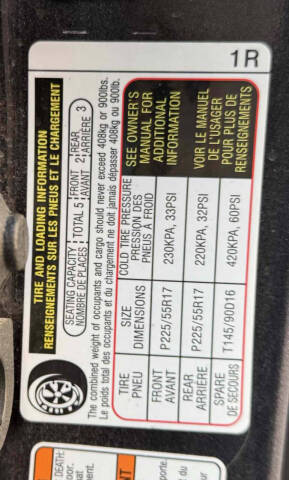 1R
TIRE AND LOADING INFORMATION
RENSEIGNEMENTS SUR LES PNEUS ET LE CHARGEMENT
SEATING CAPACITY TOTAL 5 FRONT 2 REAR 3
NOMBRE DE PLACES AVANT ARRIÈRE
The combined weight of occupants and cargo should never exceed 408kg or 900lbs.
Le poids total des occupants et du chargement ne doit jamais dépasser 408kg ou 900lb.
TIRE SIZE COLD TIRE PRESSURE
PNEU DIMENSIONS PRESSION DES PNEUS À FROID
FRONT P225/55R17 230KPA, 33PSI
AVANT
REAR P225/55R17 220KPA, 32PSI
ARRIÈRE
SPARE T145/90D16 420KPA, 60PSI
DE SECOURS
SEE OWNER'S
MANUAL FOR
ADDITIONAL
INFORMATION
VOIR LE MANUEL
DE L'USAGER
POUR PLUS DE
RENSEIGNEMENTS
DEATH: